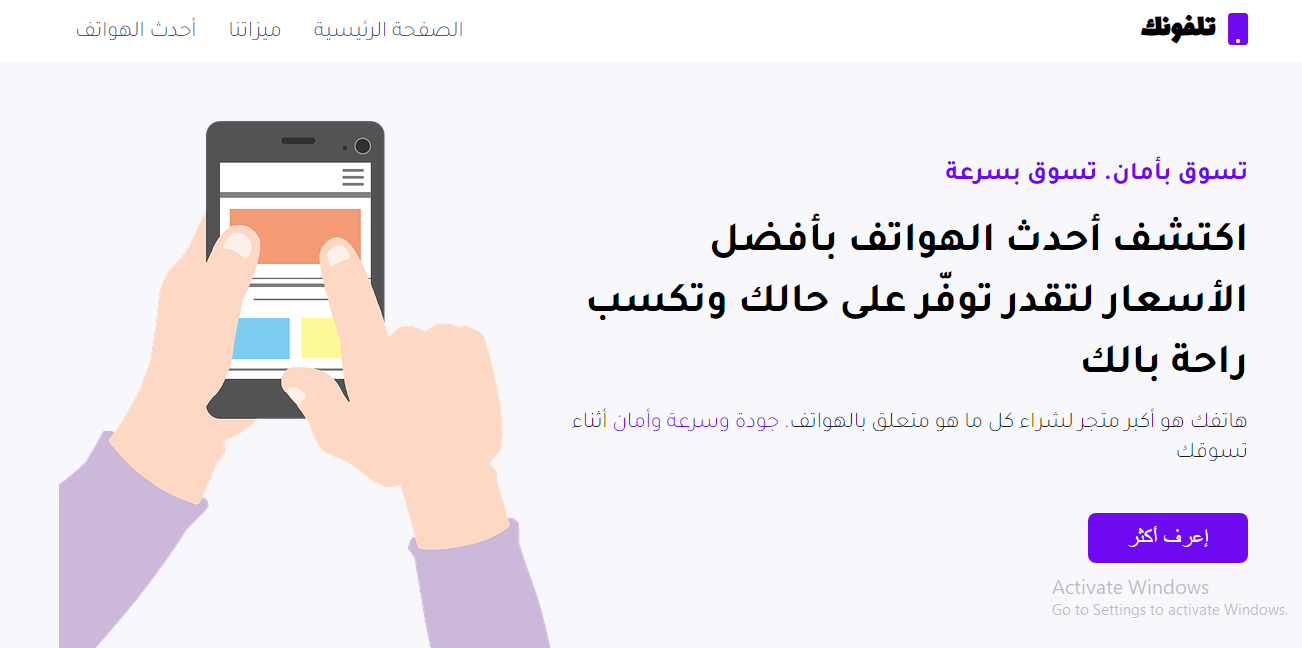 تلفونك
الصفحة الرئيسية
ميزاتنا
أحدث الهواتف
تسوق بأمان. تسوق بسرعة
اكتشف أحدث الهواتف بأفضل
الأسعار لتقدر توفّر على حالك وتكسب
راحة بالك
هاتفك هو أكبر متجر لشراء كل ما هو متعلق بالهواتف. جودة وسرعة وأمان أثناء
تسوقك
إعرف أكثر
Activate Windows
Go to Settings to activate Windows.